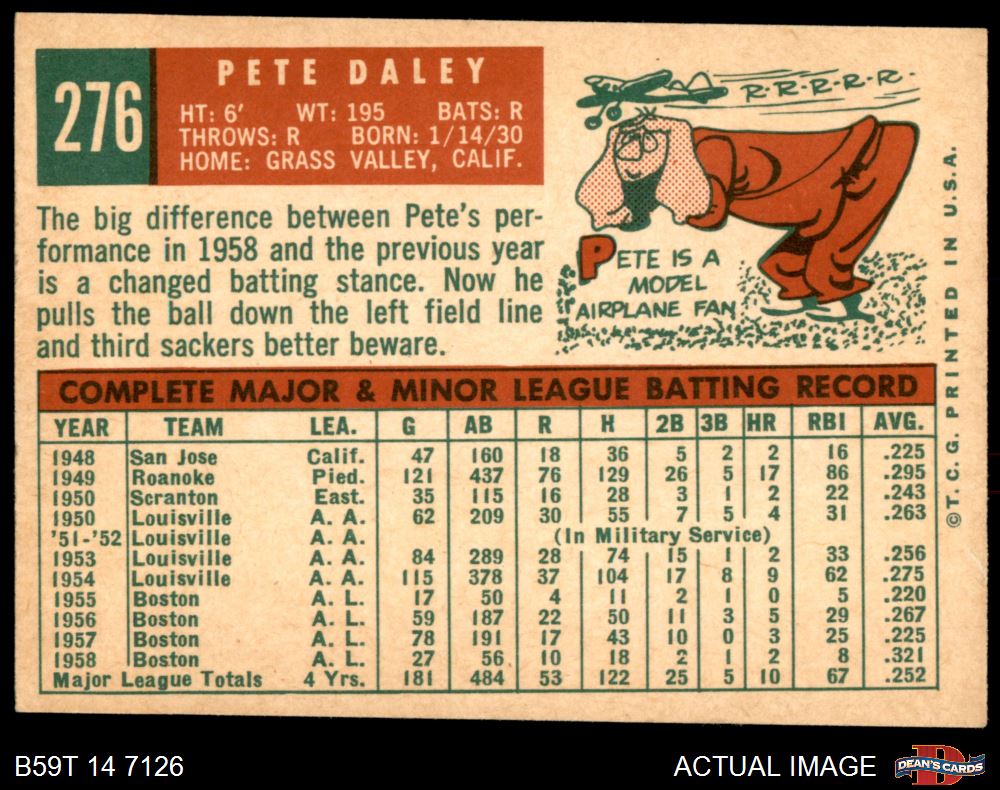 276
PETE DALEY
HT: 6' WT: 195 BATS: R
THROWS: R BORN: 1/14/30
HOME: GRASS VALLEY, CALIF.
R-R-R-R-R-
The big difference between Pete's per-
formance in 1958 and the previous year
is a changed batting stance. Now he
pulls the ball down the left field line
and third sackers better beware.
PETE IS A
MODEL
AIRPLANE FAN
©T. C. G. PRINTED IN U.S.A.
COMPLETE MAJOR & MINOR LEAGUE BATTING RECORD
YEAR TEAM LEA. G AB R H 2B 3B HR RBI AVG.
1948 San Jose Calif. 47 160 18 36 5 2 2 16 .225
1949 Roanoke Pied. 121 437 76 129 26 5 17 86 .295
1950 Scranton East. 35 115 16 28 3 1 2 22 .243
1950 Louisville A. A. 62 209 30 55 7 5 4 31 .263
'51-'52 Louisville A. A. (In Military Service)
1953 Louisville A. A. 84 289 28 74 15 1 2 33 .256
1954 Louisville A. A. 115 378 37 104 17 8 9 62 .275
1955 Boston A. L. 17 50 4 11 2 1 0 5 .220
1956 Boston A. L. 59 187 22 50 11 3 5 29 .267
1957 Boston A. L. 78 191 17 43 10 0 3 25 .225
1958 Boston A. L. 27 56 10 18 2 1 2 8 .321
Major League Totals 4 Yrs. 181 484 53 122 25 5 10 67 .252
B59T 14 7126
ACTUAL IMAGE
D
DEAN'S CARDS